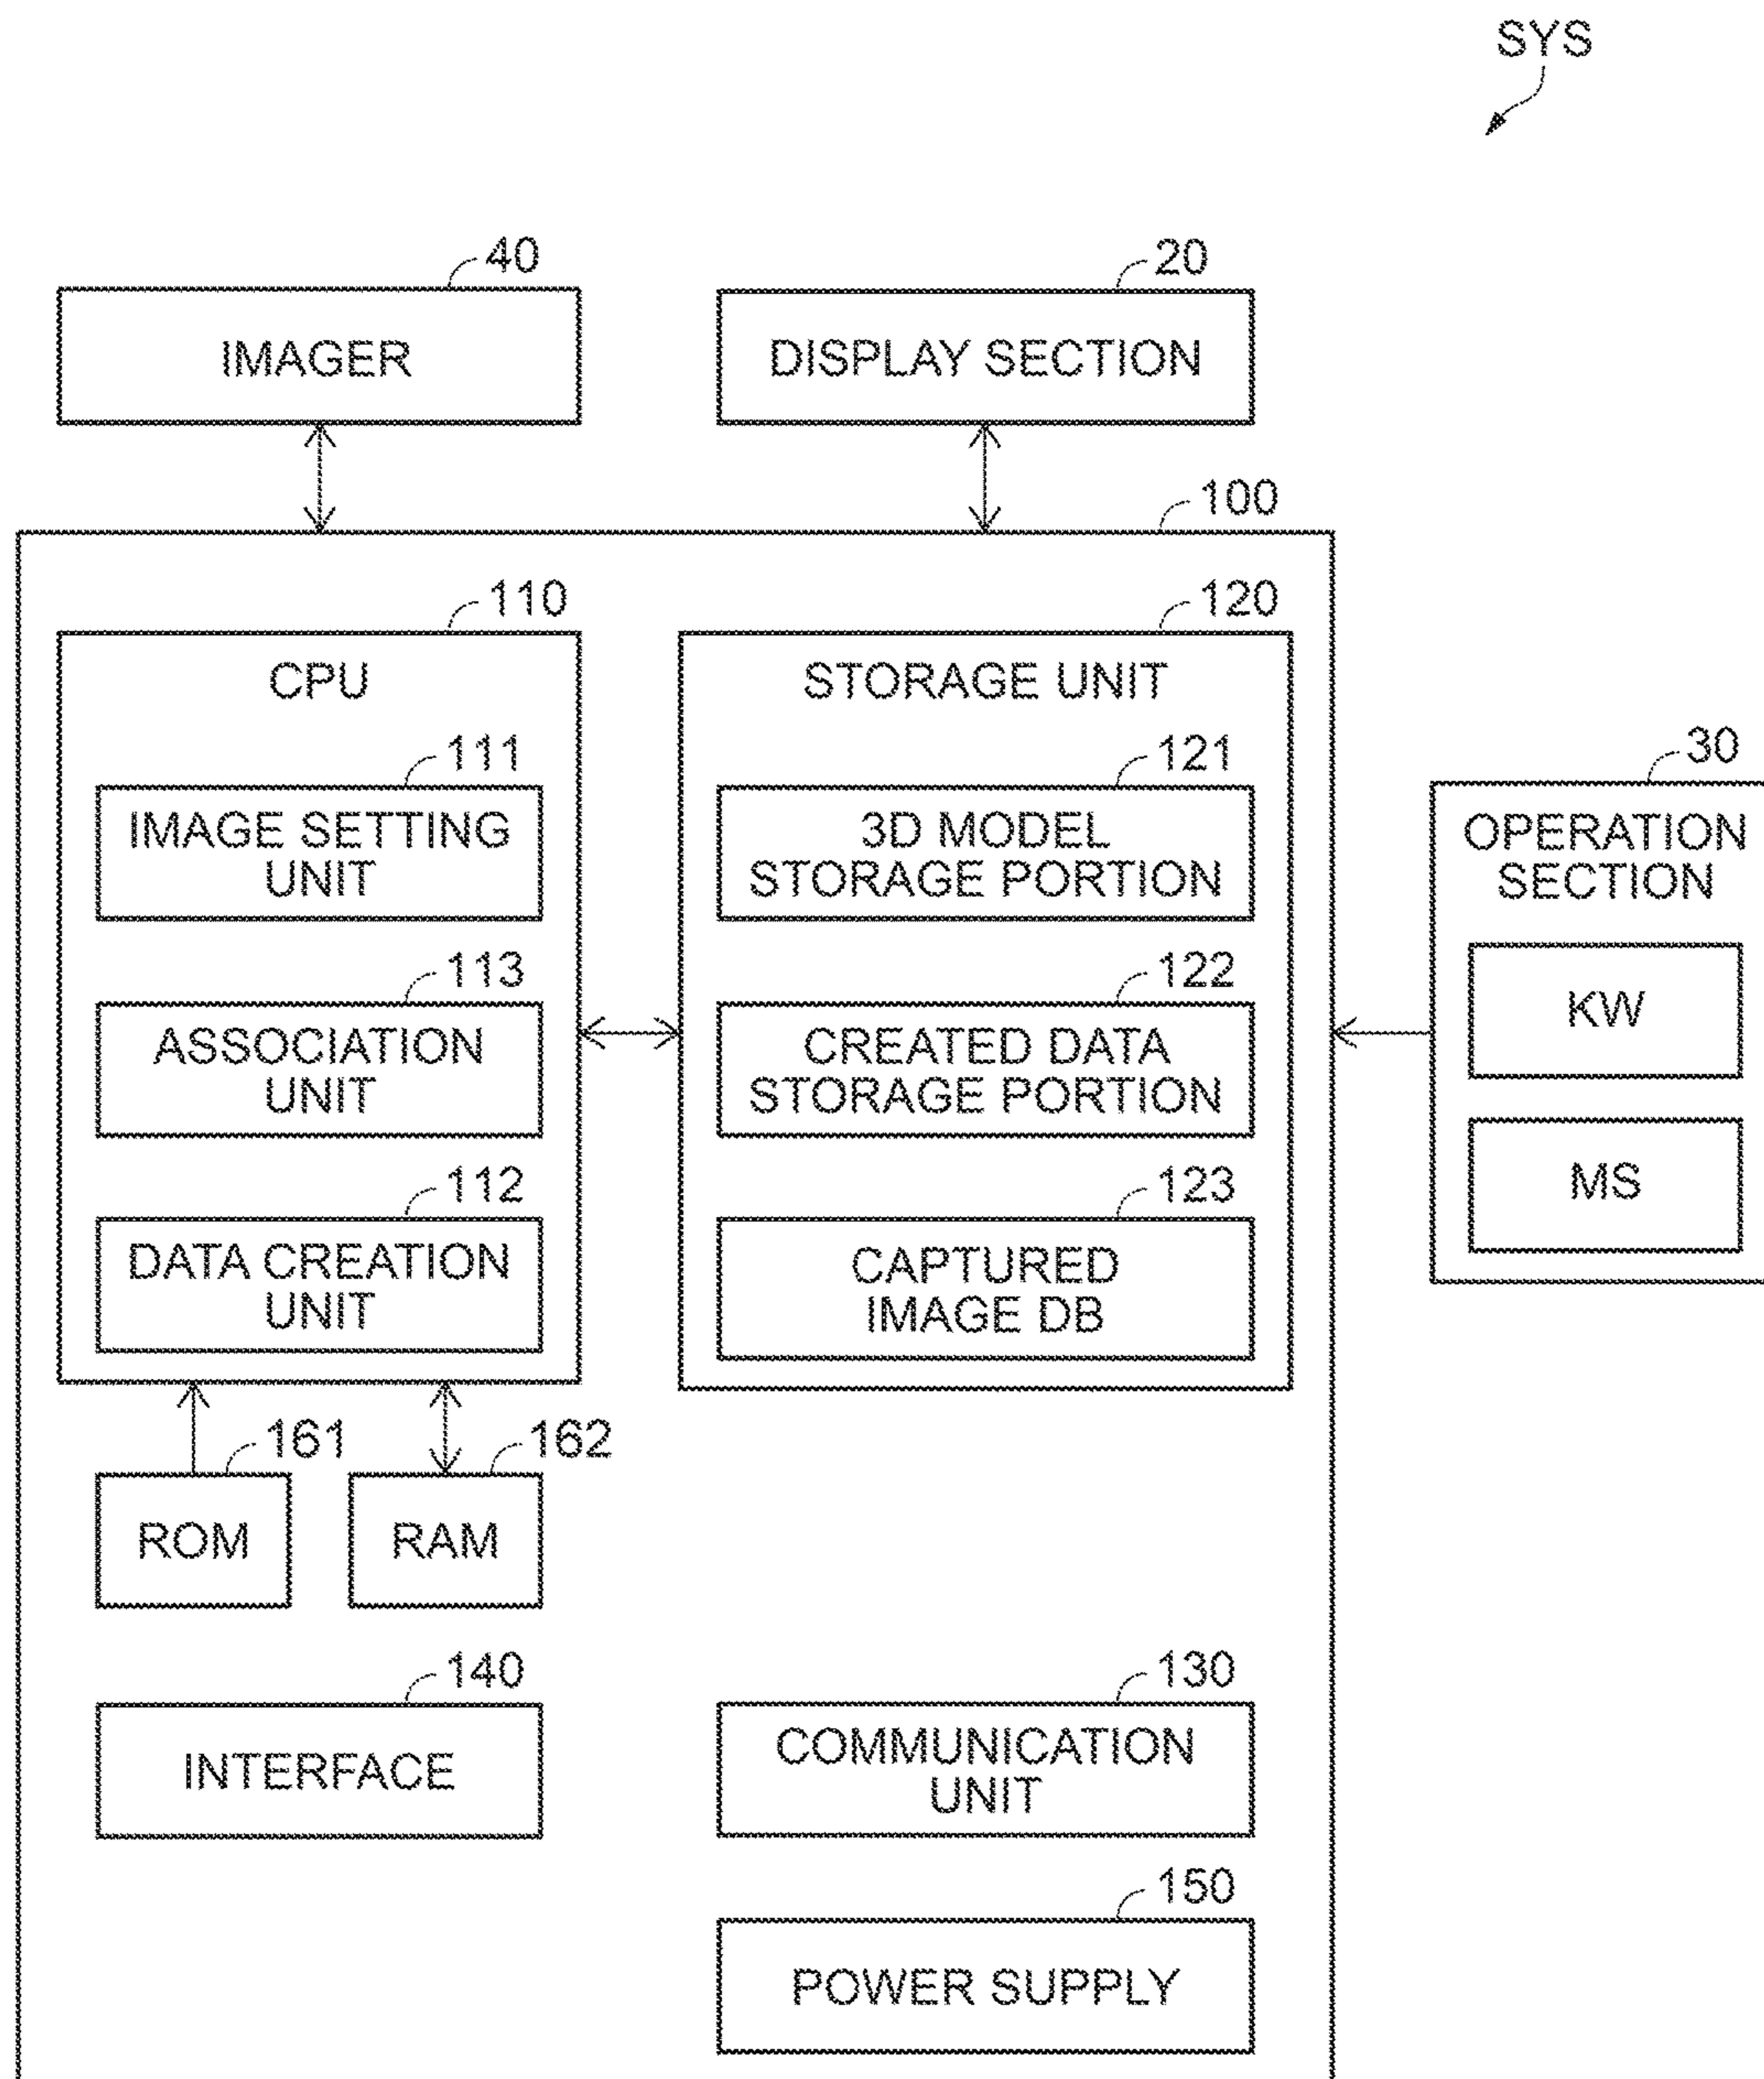 SYS
40
IMAGER
20
DISPLAY SECTION
100
110
CPU
111
IMAGE SETTING
UNIT
113
ASSOCIATION
UNIT
112
DATA CREATION
UNIT
120
STORAGE UNIT
121
3D MODEL
STORAGE PORTION
122
CREATED DATA
STORAGE PORTION
123
CAPTURED
IMAGE DB
30
OPERATION
SECTION
KW
MS
161
ROM
162
RAM
140
INTERFACE
130
COMMUNICATION
UNIT
150
POWER SUPPLY